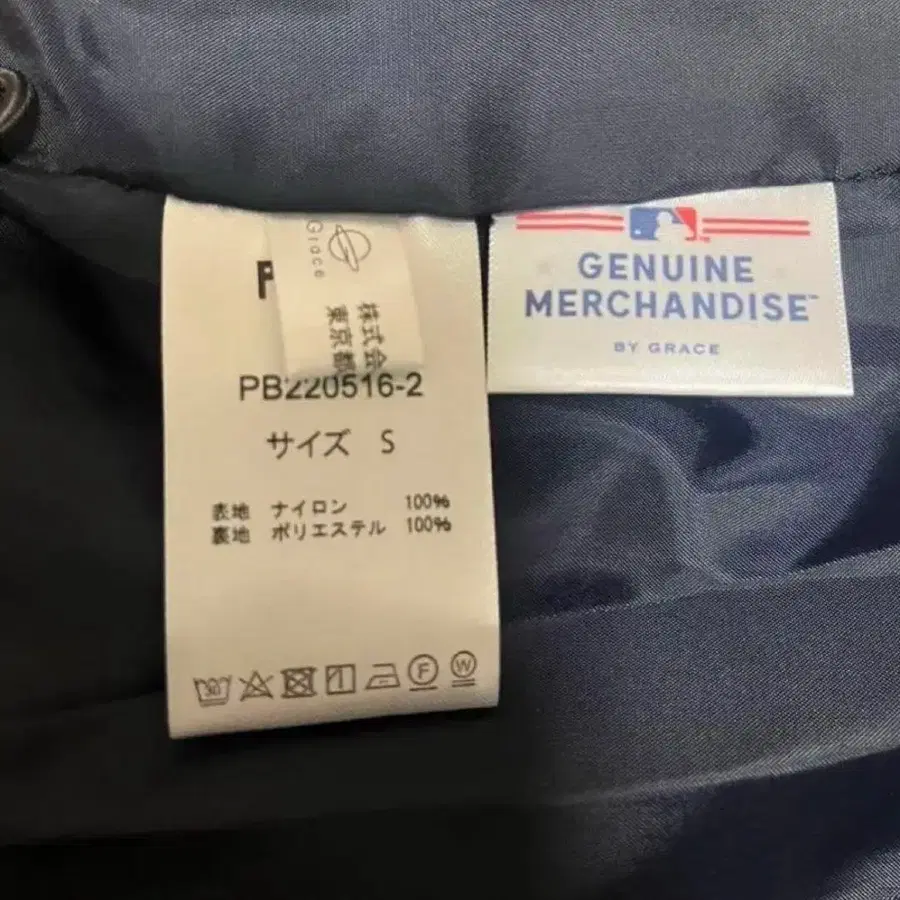 Grace
株式会
東京都
PB220516-2
サイズ S
表地 ナイロン 100%
裏地 ポリエステル 100%
30
F
W
GENUINE
MERCHANDISE™
BY GRACE